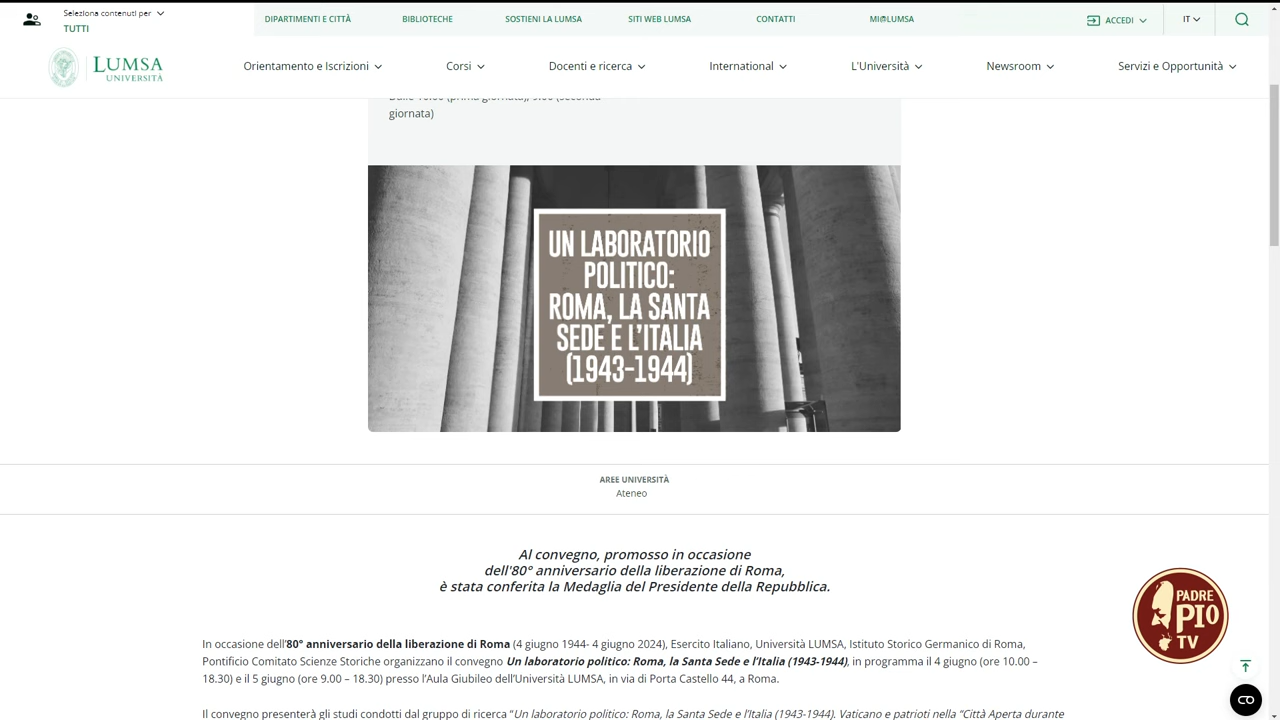 Seleziona contenuti per
TUTTI
DIPARTIMENTI E CITTÀ
BIBLIOTECHE
SOSTIENI LA LUMSA
SITI WEB LUMSA
CONTATTI
MI@LUMSA
ACCEDI
IT
LUMSA
UNIVERSITÀ
Orientamento e Iscrizioni
Corsi
Docenti e ricerca
International
L'Università
Newsroom
Servizi e Opportunità
Dalle 10.00 (prima giornata), 9.00 (seconda
giornata)
UN LABORATORIO
POLITICO:
ROMA, LA SANTA
SEDE E L'ITALIA
(1943-1944)
AREE UNIVERSITÀ
Ateneo
Al convegno, promosso in occasione
dell'80° anniversario della liberazione di Roma,
è stata conferita la Medaglia del Presidente della Repubblica.
PADRE
PIO
TV
In occasione dell'80° anniversario della liberazione di Roma (4 giugno 1944- 4 giugno 2024), Esercito Italiano, Università LUMSA, Istituto Storico Germanico di Roma,
Pontificio Comitato Scienze Storiche organizzano il convegno Un laboratorio politico: Roma, la Santa Sede e l'Italia (1943-1944), in programma il 4 giugno (ore 10.00 –
18.30) e il 5 giugno (ore 9.00 – 18.30) presso l'Aula Giubileo dell'Università LUMSA, in via di Porta Castello 44, a Roma.
Il convegno presenterà gli studi condotti dal gruppo di ricerca "Un laboratorio politico: Roma, la Santa Sede e l'Italia (1943-1944). Vaticano e patrioti nella "Città Aperta durante